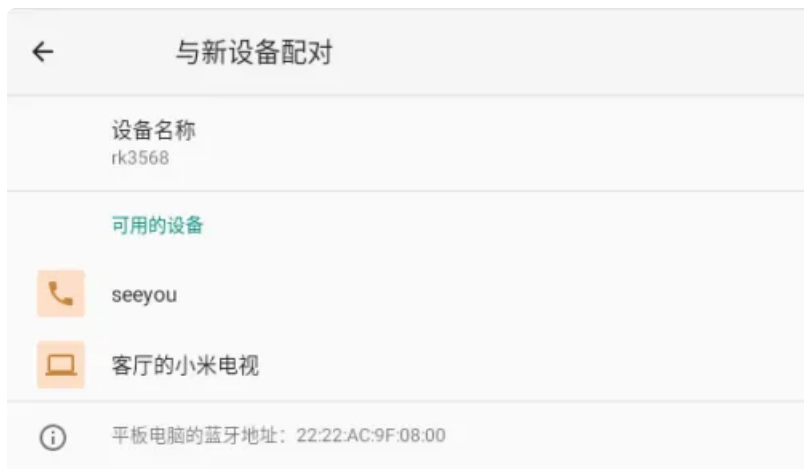 与新设备配对
设备名称
rk3568
可用的设备
seeyou
客厅的小米电视
平板电脑的蓝牙地址：22:22:AC:9F:08:00